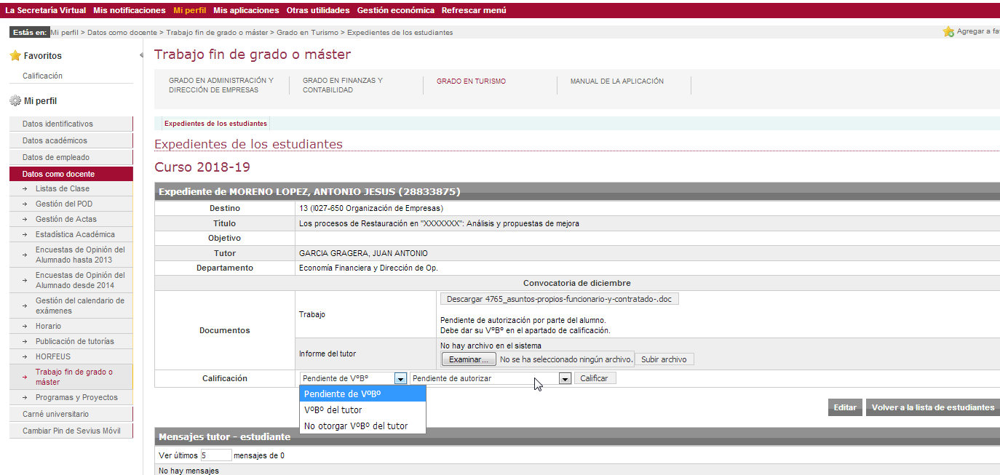 La Secretaría Virtual Mis notificaciones Mi perfil Mis aplicaciones Otras utilidades Gestión económica Refrescar menú
Estás en: Mi perfil > Datos como docente > Trabajo fin de grado o máster > Grado en Turismo > Expedientes de los estudiantes
Agregar a fa
Favoritos
Calificación
Mi perfil
Datos identificativos
Datos académicos
Datos de empleado
Datos como docente
Listas de Clase
Gestión del POD
Gestión de Actas
Estadística Académica
Encuestas de Opinión del
Alumnado hasta 2013
Encuestas de Opinión del
Alumnado desde 2014
Gestión del calendario de
exámenes
Horario
Publicación de tutorías
HORFEUS
Trabajo fin de grado o
máster
Programas y Proyectos
Carné universitario
Cambiar Pin de Sevius Móvil
Trabajo fin de grado o máster
GRADO EN ADMINISTRACIÓN Y
DIRECCIÓN DE EMPRESAS
GRADO EN FINANZAS Y
CONTABILIDAD
GRADO EN TURISMO
MANUAL DE LA APLICACIÓN
Expedientes de los estudiantes
Expedientes de los estudiantes
Curso 2018-19
Expediente de MORENO LOPEZ, ANTONIO JESUS (28833875)
Destino 13 (I027-650 Organización de Empresas)
Título Los procesos de Restauración en "XXXXXXX": Análisis y propuestas de mejora
Objetivo
Tutor GARCIA GRAGERA, JUAN ANTONIO
Departamento Economía Financiera y Dirección de Op.
Convocatoria de diciembre
Documentos
Trabajo
Descargar 4765_asuntos-propios-funcionario-y-contratado-.doc
Pendiente de autorización por parte del alumno.
Debe dar su VºBº en el apartado de calificación.
Informe del tutor
No hay archivo en el sistema
Examinar... No se ha seleccionado ningún archivo. Subir archivo
Calificación Pendiente de VºBº Pendiente de autorizar Calificar
Pendiente de VºBº
VºBº del tutor
No otorgar VºBº del tutor
Editar Volver a la lista de estudiantes
Mensajes tutor - estudiante
Ver últimos 5 mensajes de 0
No hay mensajes